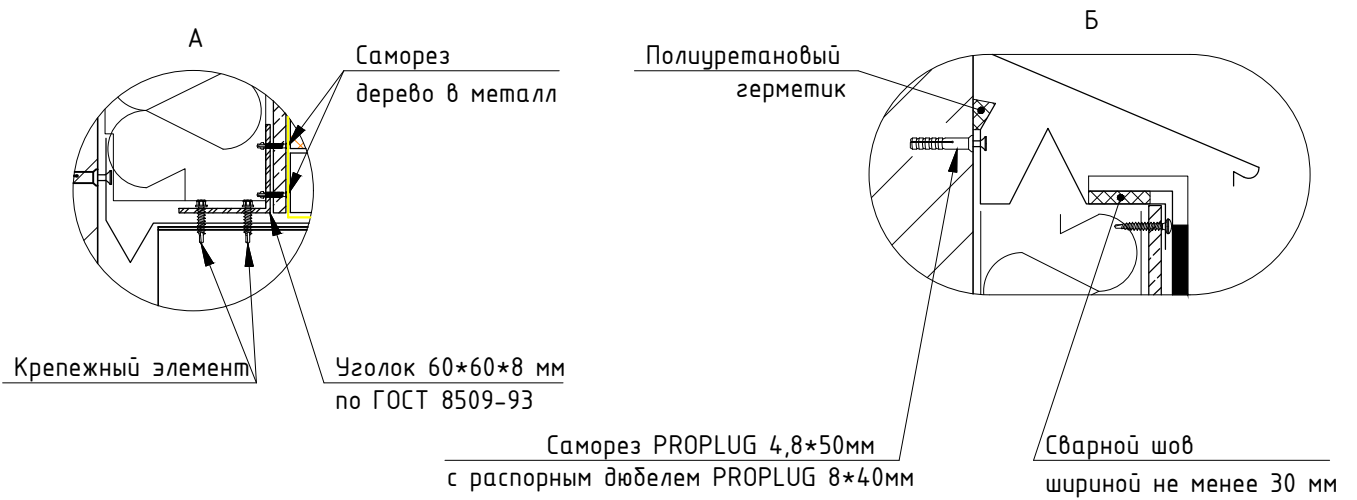 А
Саморез
дерево в металл
Крепежный элемент
Уголок 60*60*8 мм
по ГОСТ 8509-93
Б
Полиуретановый
герметик
Саморез PROPLUG 4,8*50мм
с распорным дюбелем PROPLUG 8*40мм
Сварной шов
шириной не менее 30 мм